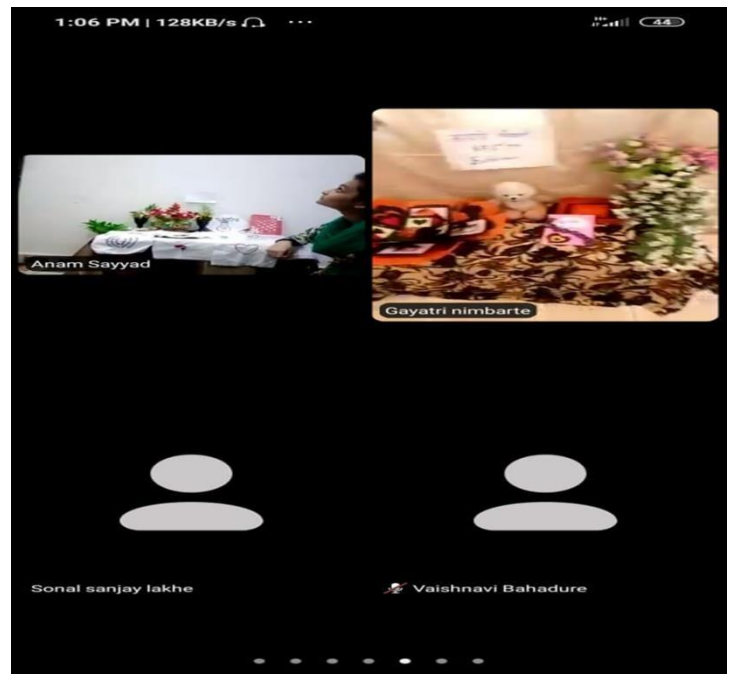 1:06 PM | 128KB/s ...
H+
44
Anam Sayyad
Gayatri nimbarte
Sonal sanjay lakhe
Vaishnavi Bahadure